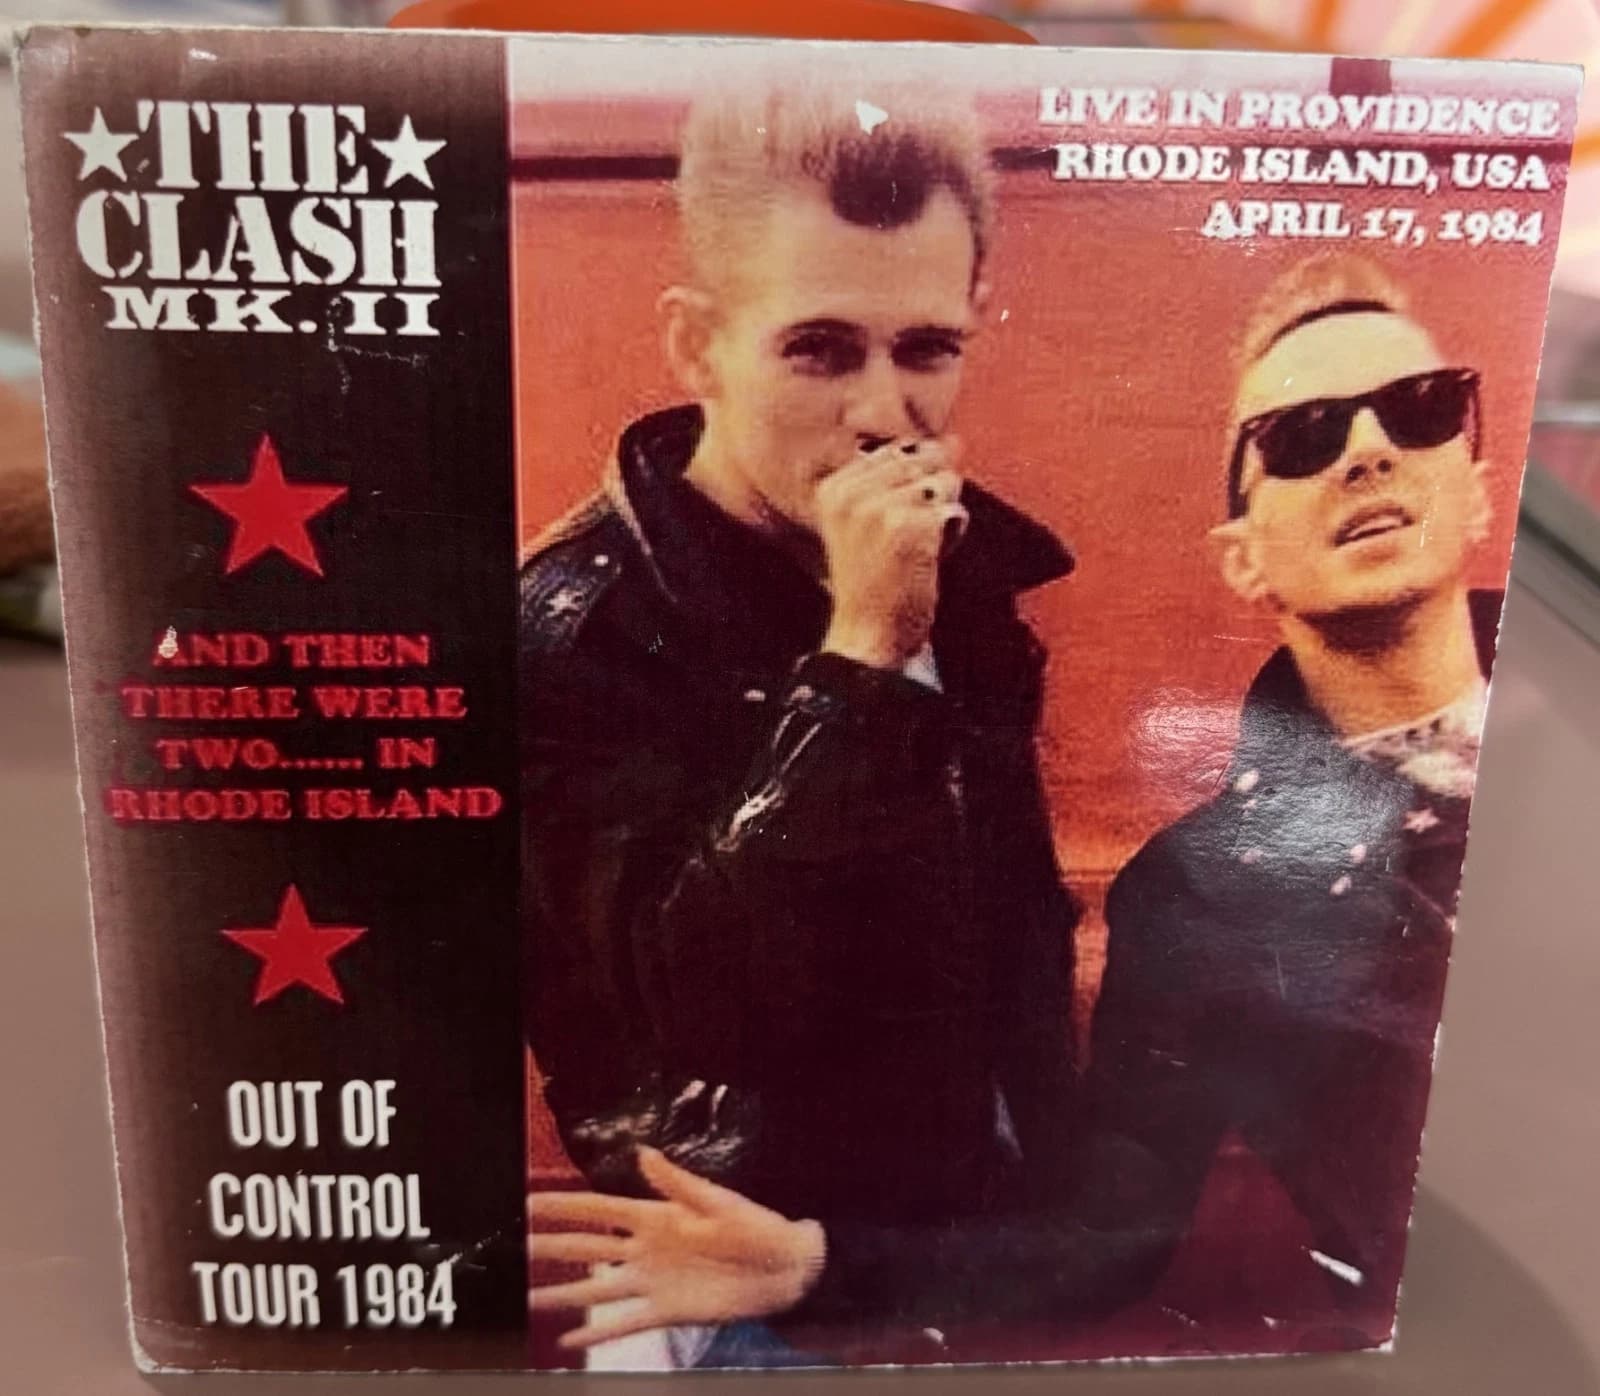 THE
CLASH
MK. II
AND THEN
THERE WERE
TWO...... IN
RHODE ISLAND
OUT OF
CONTROL
TOUR 1984
LIVE IN PROVIDENCE
RHODE ISLAND, USA
APRIL 17, 1984